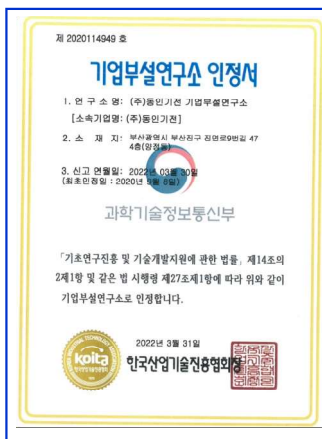 제 2020114949 호
기업부설연구소 인정서
1. 연 구 소 명: (주)동인기전 기업부설연구소
[소속기업명: (주)동인기전]
2. 소 재 지: 부산광역시 부산진구 진연로9번길 47
4층(양정동)
3. 신고 연월일: 2022년 03월 30일
(최초인정일 : 2020년 5월 8일)
과학기술정보통신부
「기초연구진흥 및 기술개발지원에 관한 법률」제14조의
2제1항 및 같은 법 시행령 제27조제1항에 따라 위와 같이
기업부설연구소로 인정합니다.
2022년 3월 31일
koita
한국산업기술진흥협회장